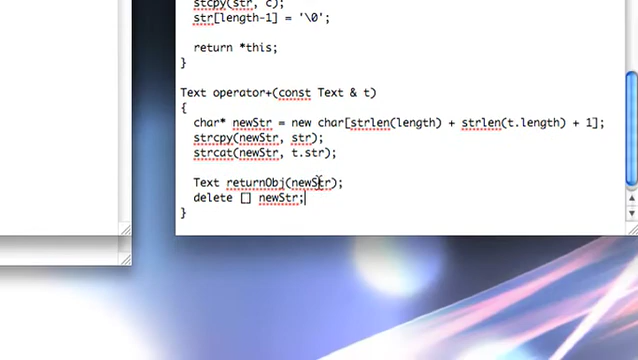 stcpy(str, c);
str[length-1] = '\0';
return *this;
}
Text operator+(const Text & t)
{
char* newStr = new char[strlen(length) + strlen(t.length) + 1];
strcpy(newStr, str);
strcat(newStr, t.str);
Text returnObj(newStr);
delete [] newStr;
}